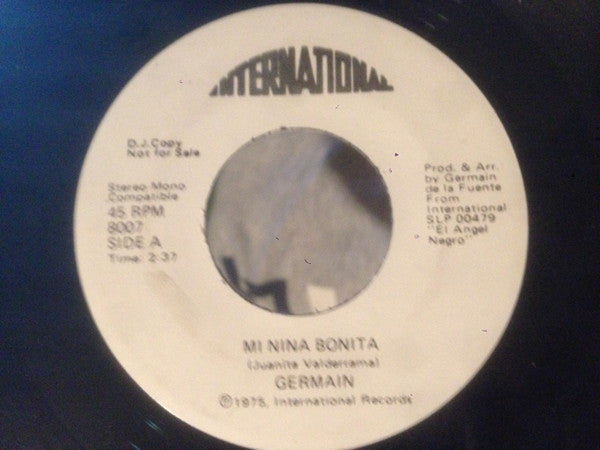 INTERNATIONAL
D.J. Copy
Not for Sale
Stereo-Mono
Compatible
45 RPM
8007
SIDE A
Time: 2-37
Prod. & Arr.
by Germain
de la Fuente
From
International
SLP 00479
"El Angel
Negro"
MI NINA BONITA
(Juanita Valderrama)
GERMAIN
Ⓟ1975, International Records